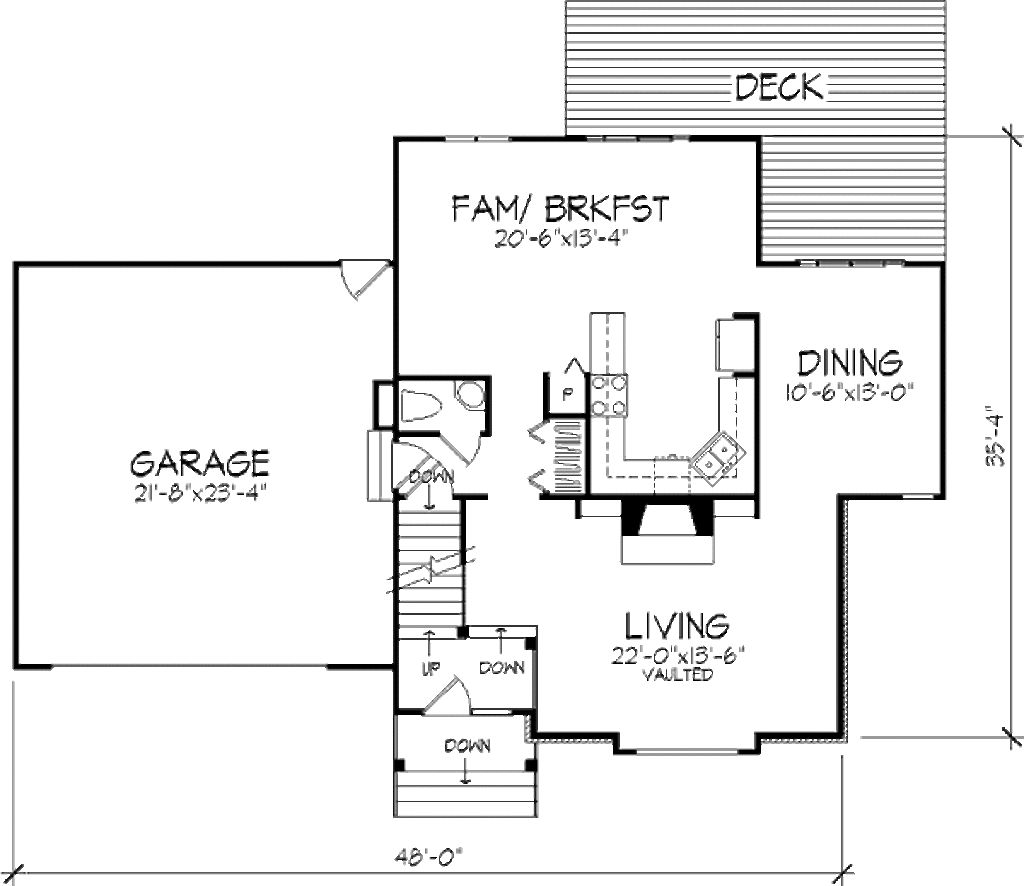 DECK
FAM/ BRKFST
20'-6"x13'-4"
DINING
10'-6"x13'-0"
P
GARAGE
21'-8"x23'-4"
DOWN
35'-4"
LIVING
22'-0"x13'-6"
VAULTED
UP
DOWN
DOWN
48'-0"